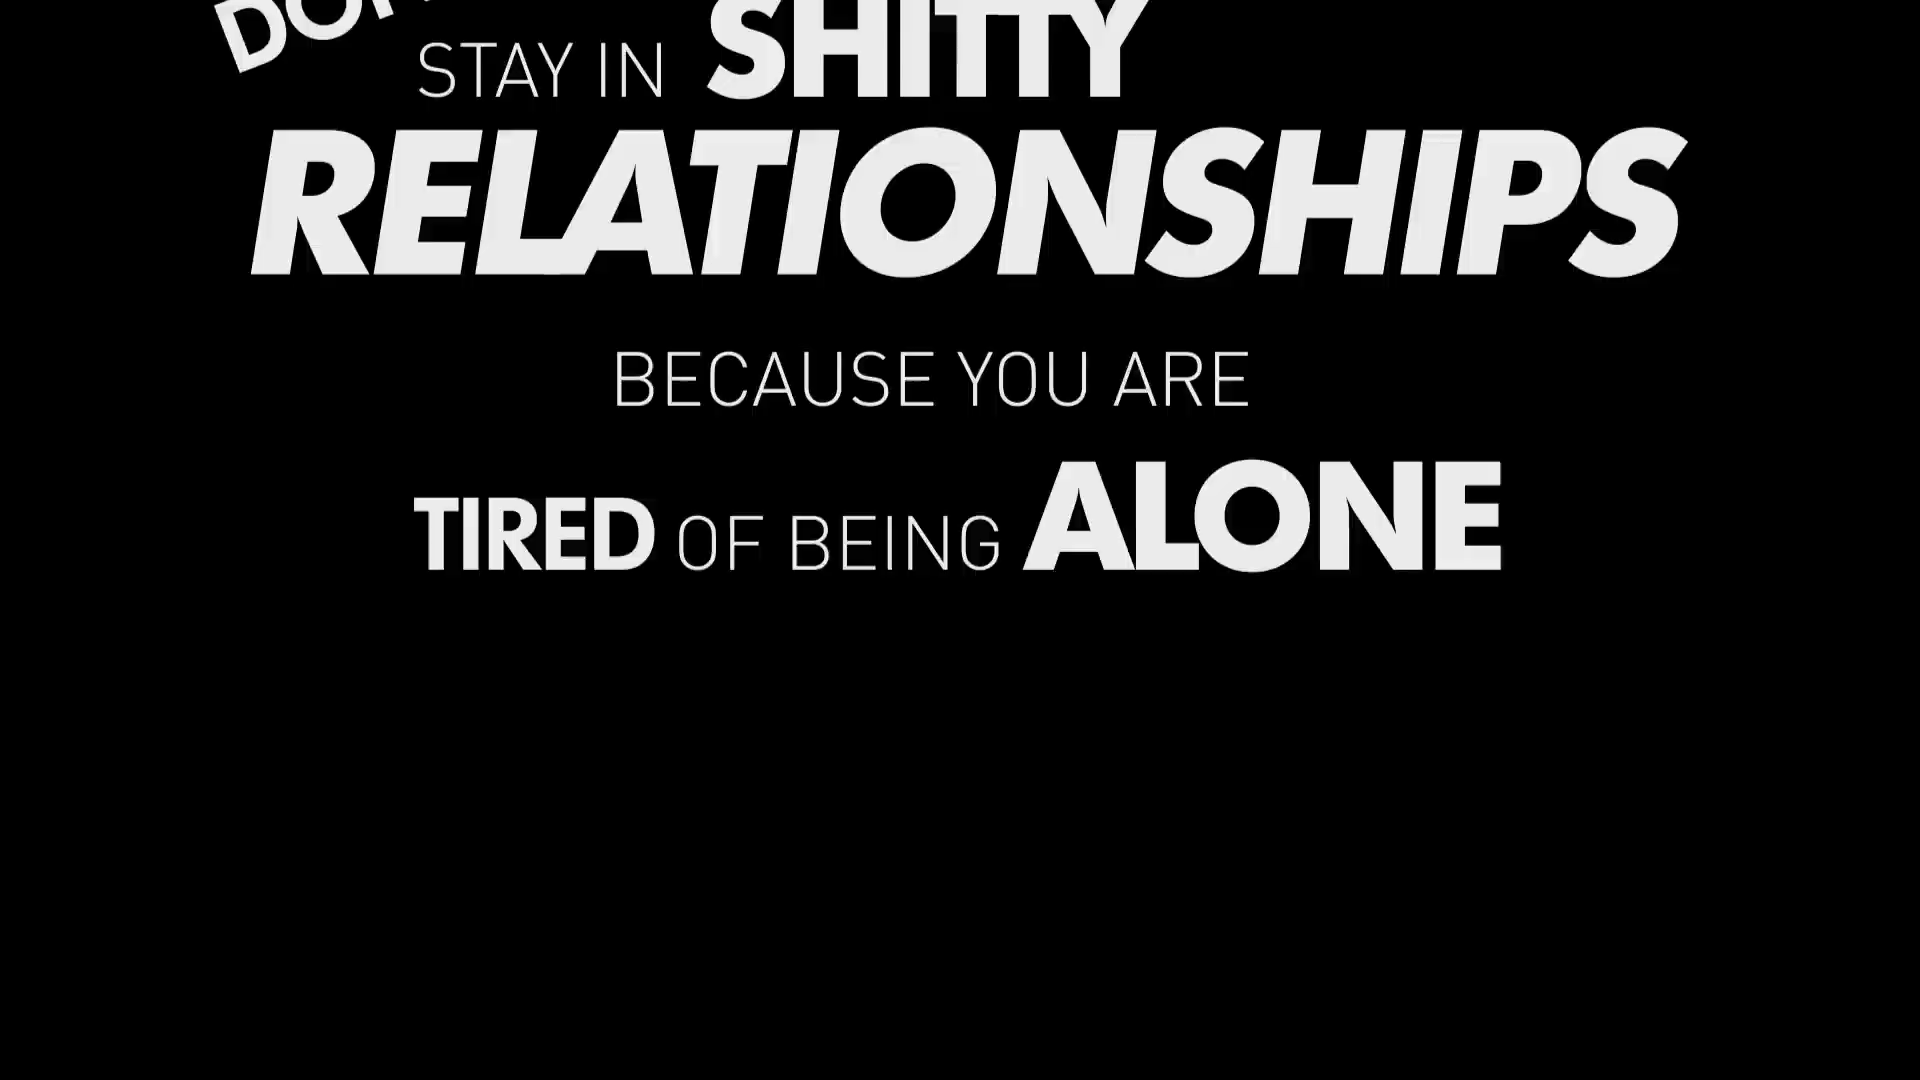 STAY IN SHITTY
RELATIONSHIPS
BECAUSE YOU ARE
TIRED OF BEING ALONE